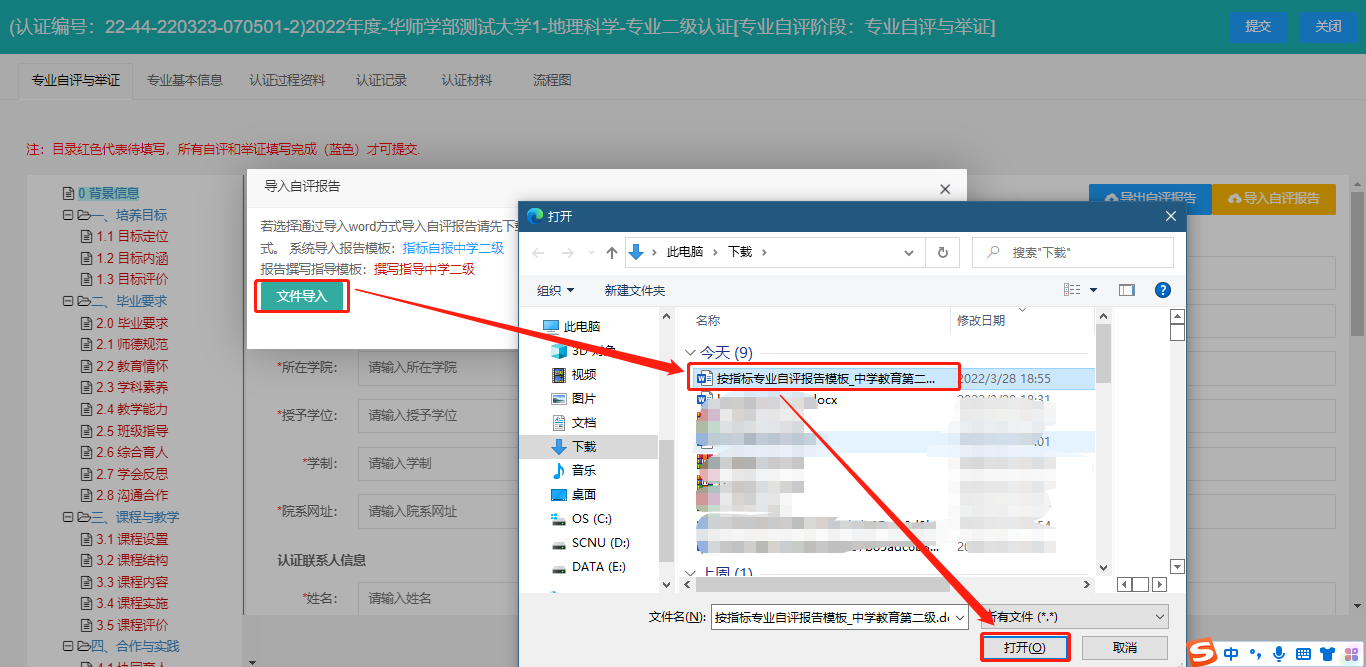 (认证编号：22-44-220323-070501-2)2022年度-华师学部测试大学1-地理科学-专业二级认证[专业自评阶段：专业自评与举证]
提交
关闭
专业自评与举证
专业基本信息
认证过程资料
认证记录
认证材料
流程图
注：目录红色代表待填写，所有自评和举证填写完成（蓝色）才可提交.
导出自评报告
导入自评报告
0 背景信息
一、培养目标
1.1 目标定位
1.2 目标内涵
1.3 目标评价
二、毕业要求
2.0 毕业要求
2.1 师德规范
2.2 教育情怀
2.3 学科素养
2.4 教学能力
2.5 班级指导
2.6 综合育人
2.7 学会反思
2.8 沟通合作
三、课程与教学
3.1 课程设置
3.2 课程结构
3.3 课程内容
3.4 课程实施
3.5 课程评价
四、合作与实践
导入自评报告
若选择通过导入word方式导入自评报告请先下
式。 系统导入报告模板：指标自报中学二级
报告撰写指导模板：撰写指导中学二级
文件导入
*所在学院:
请输入所在学院
*授予学位:
请输入授予学位
*学制:
请输入学制
*院系网址:
请输入院系网址
认证联系人信息
*姓名:
请输入姓名
打开
此电脑
下载
搜索"下载"
组织
新建文件夹
此电脑
3D 对象
视频
图片
文档
下载
音乐
桌面
OS (C:)
SCNU (D:)
DATA (E:)
名称
修改日期
今天 (9)
按指标专业自评报告模板_中学教育第二...
2022/3/28 18:55
上周 (1)
文件名(N):
按指标专业自评报告模板_中学教育第二级.do
所有文件 (*.*)
打开(O)
取消
中